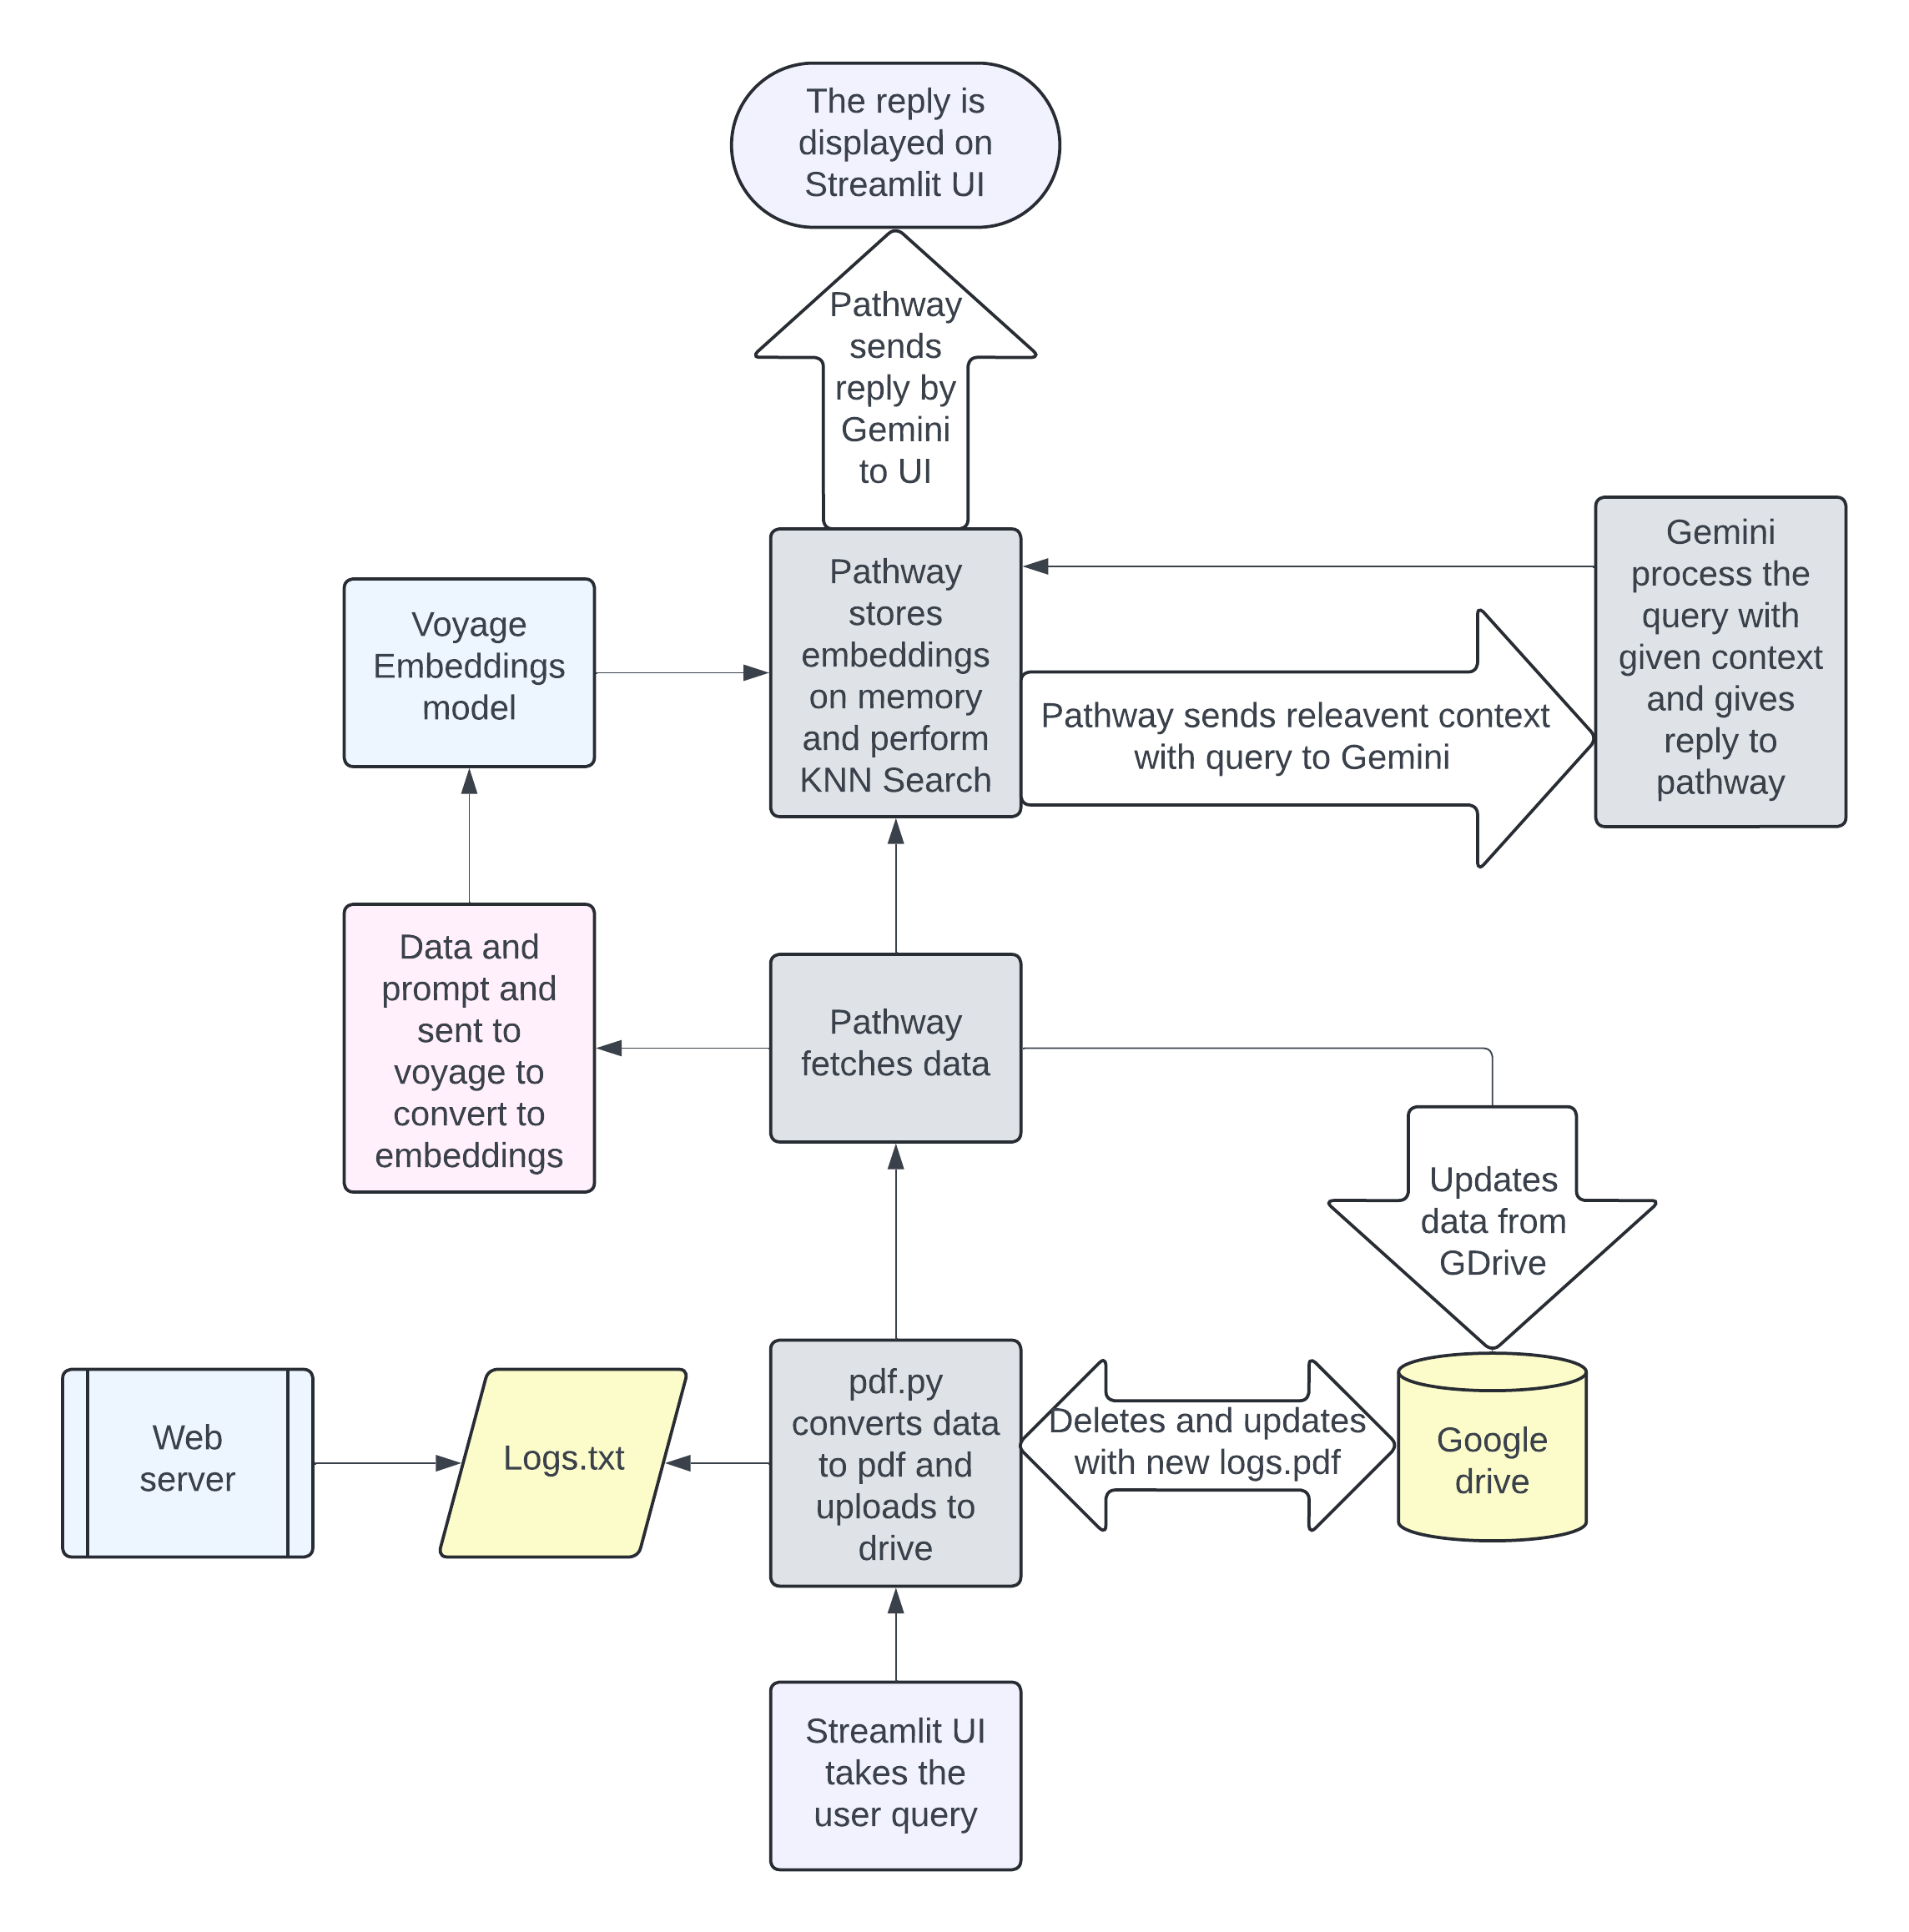 The reply is
displayed on
Streamlit UI
Pathway
sends
reply by
Gemini
to UI
Gemini
process the
query with
given context
and gives
reply to
pathway
Voyage
Embeddings
model
Pathway
stores
embeddings
on memory
and perform
KNN Search
Pathway sends releavent context
with query to Gemini
Data and
prompt and
sent to
voyage to
convert to
embeddings
Pathway
fetches data
Updates
data from
GDrive
Web
server
Logs.txt
pdf.py
converts data
to pdf and
uploads to
drive
Deletes and updates
with new logs.pdf
Google
drive
Streamlit UI
takes the
user query